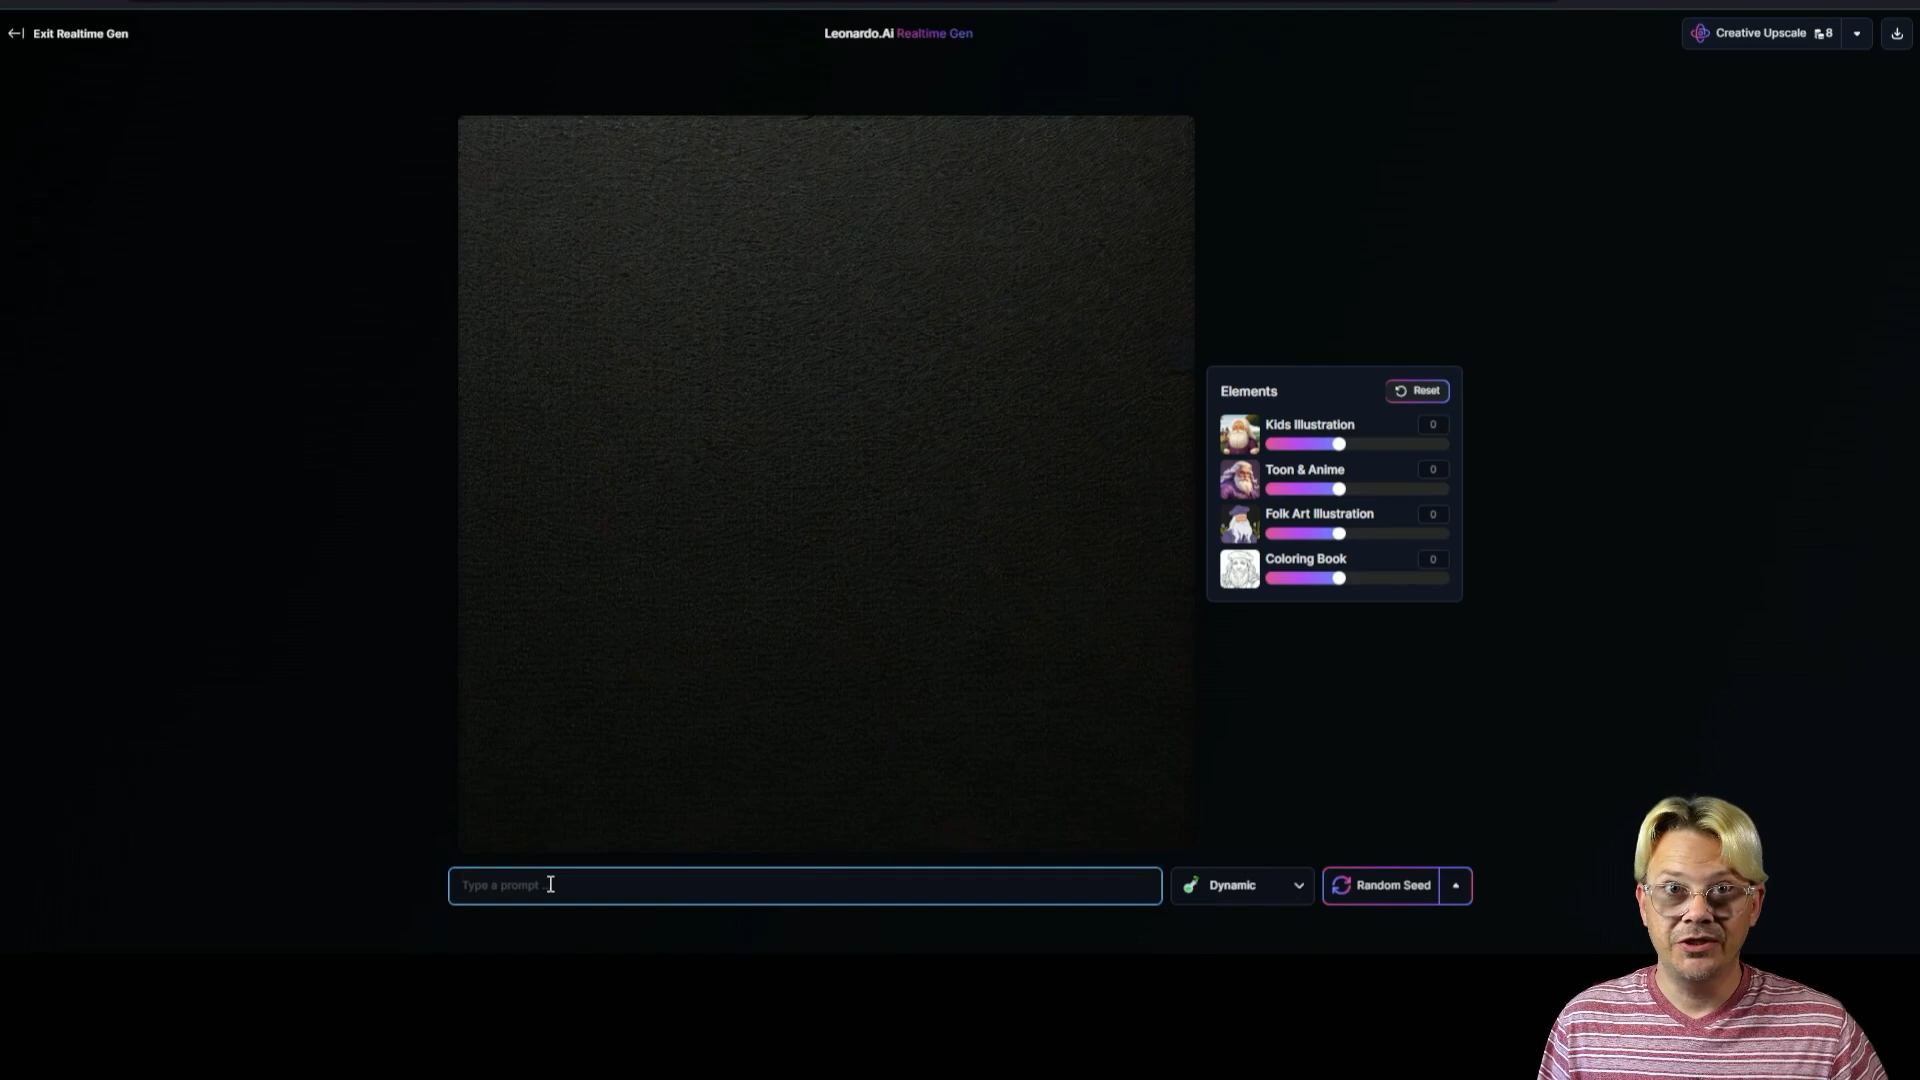 Exit Realtime Gen
Leonardo.Ai Realtime Gen
Creative Upscale 8
Elements
Reset
Kids Illustration 0
Toon & Anime 0
Folk Art Illustration 0
Coloring Book 0
Type a prompt ...
Dynamic
Random Seed